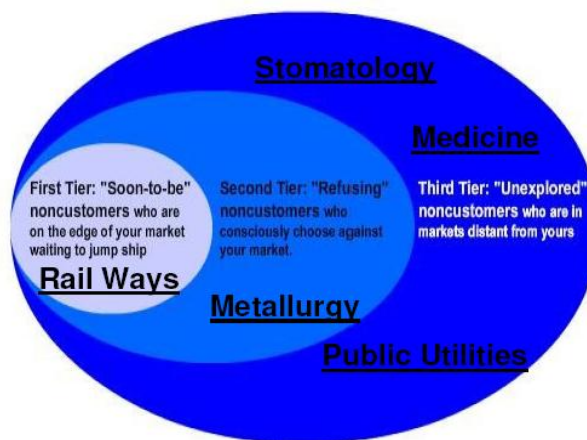 Stomatology
Medicine
First Tier: "Soon-to-be"
noncustomers who are
on the edge of your market
waiting to jump ship
Rail Ways
Second Tier: "Refusing"
noncustomers who
consciously choose against
your market.
Metallurgy
Third Tier: "Unexplored"
noncustomers who are in
markets distant from yours
Public Utilities